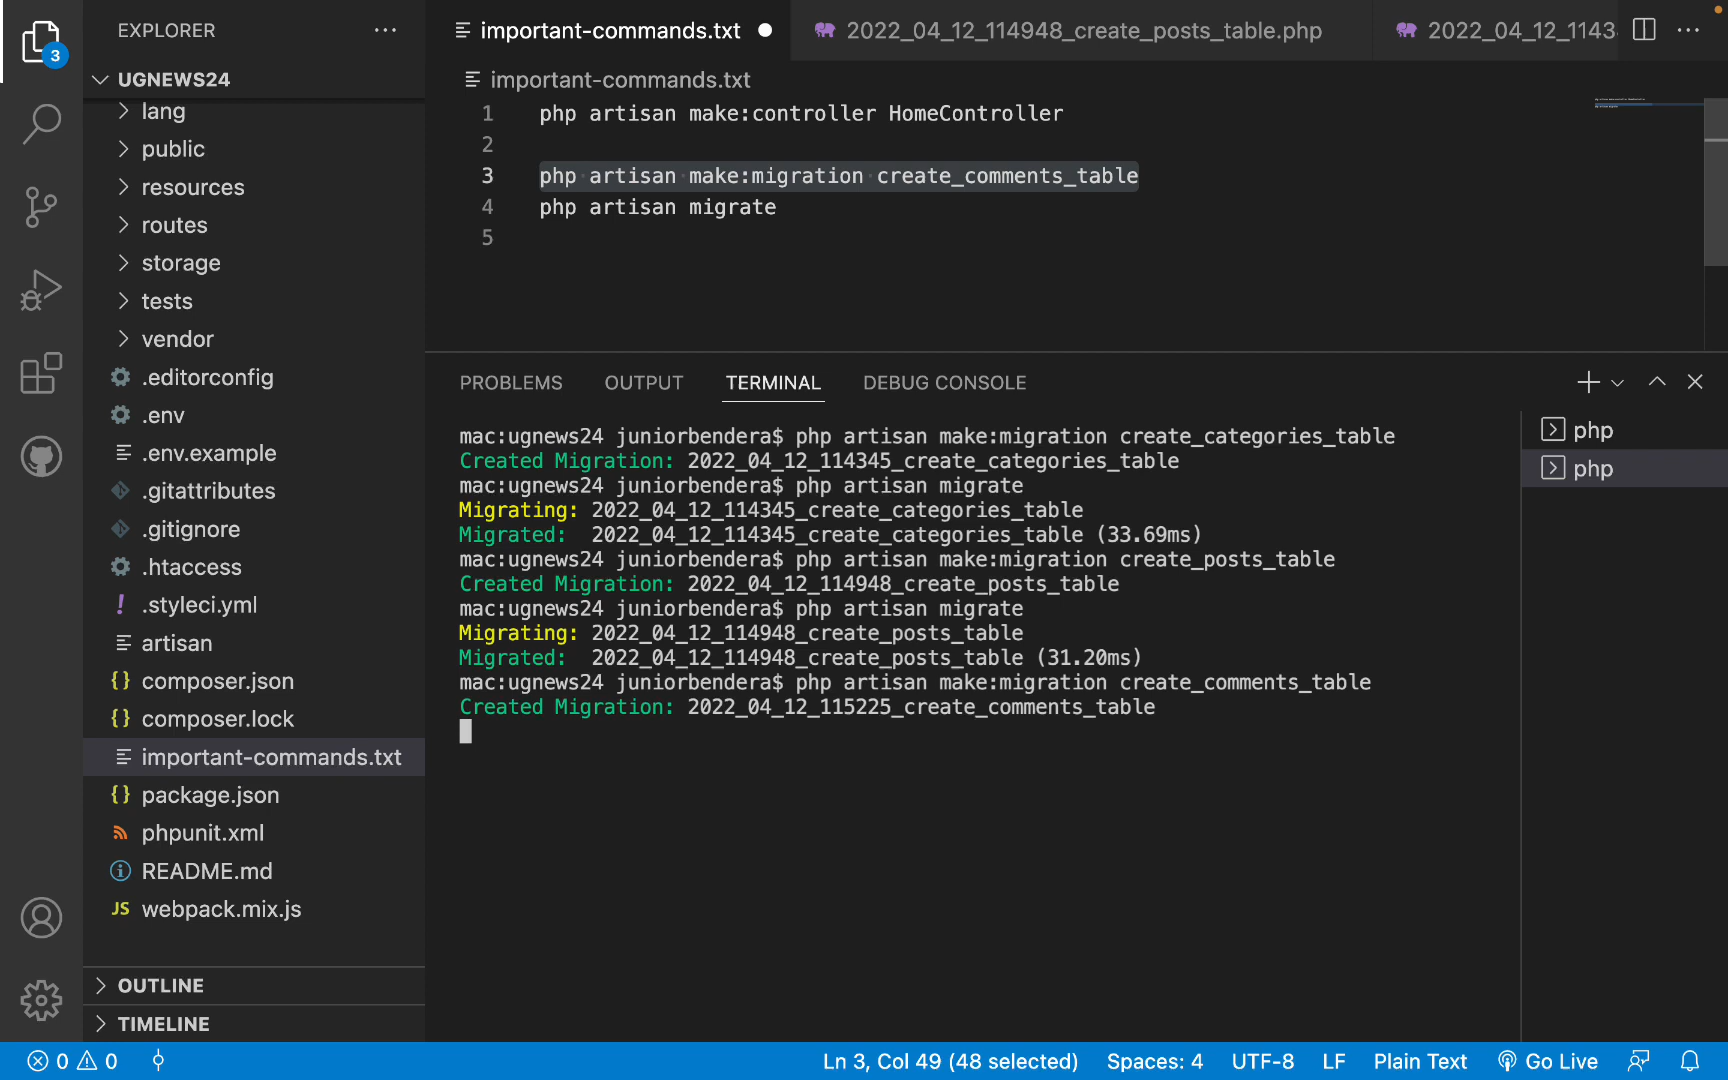 EXPLORER
3
UGNEWS24
lang
public
resources
routes
storage
tests
vendor
.editorconfig
.env
.env.example
.gitattributes
.gitignore
.htaccess
! .styleci.yml
artisan
{} composer.json
{} composer.lock
important-commands.txt
{} package.json
phpunit.xml
README.md
JS webpack.mix.js
OUTLINE
TIMELINE
important-commands.txt
2022_04_12_114948_create_posts_table.php
2022_04_12_1143
important-commands.txt
1 php artisan make:controller HomeController
2
3 php artisan make:migration create_comments_table
4 php artisan migrate
5
PROBLEMS OUTPUT TERMINAL DEBUG CONSOLE
mac:ugnews24 juniorbendera$ php artisan make:migration create_categories_table
Created Migration: 2022_04_12_114345_create_categories_table
mac:ugnews24 juniorbendera$ php artisan migrate
Migrating: 2022_04_12_114345_create_categories_table
Migrated:  2022_04_12_114345_create_categories_table (33.69ms)
mac:ugnews24 juniorbendera$ php artisan make:migration create_posts_table
Created Migration: 2022_04_12_114948_create_posts_table
mac:ugnews24 juniorbendera$ php artisan migrate
Migrating: 2022_04_12_114948_create_posts_table
Migrated:  2022_04_12_114948_create_posts_table (31.20ms)
mac:ugnews24 juniorbendera$ php artisan make:migration create_comments_table
Created Migration: 2022_04_12_115225_create_comments_table
php
php
0 0
Ln 3, Col 49 (48 selected) Spaces: 4 UTF-8 LF Plain Text Go Live